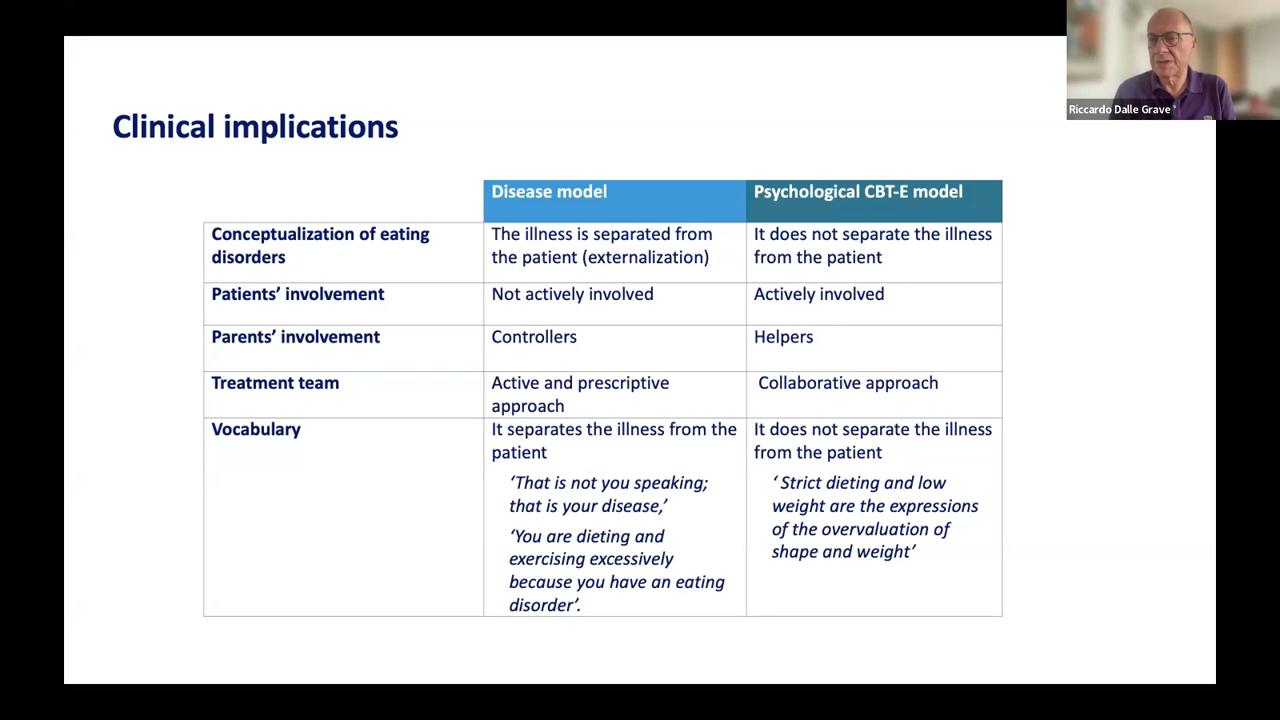 Riccardo Dalle Grave
Clinical implications
Disease model
Psychological CBT-E model
Conceptualization of eating
disorders
The illness is separated from
the patient (externalization)
It does not separate the illness
from the patient
Patients’ involvement
Not actively involved
Actively involved
Parents’ involvement
Controllers
Helpers
Treatment team
Active and prescriptive
approach
Collaborative approach
Vocabulary
It separates the illness from the
patient
‘That is not you speaking;
that is your disease,’
‘You are dieting and
exercising excessively
because you have an eating
disorder’.
It does not separate the illness
from the patient
‘ Strict dieting and low
weight are the expressions
of the overvaluation of
shape and weight’